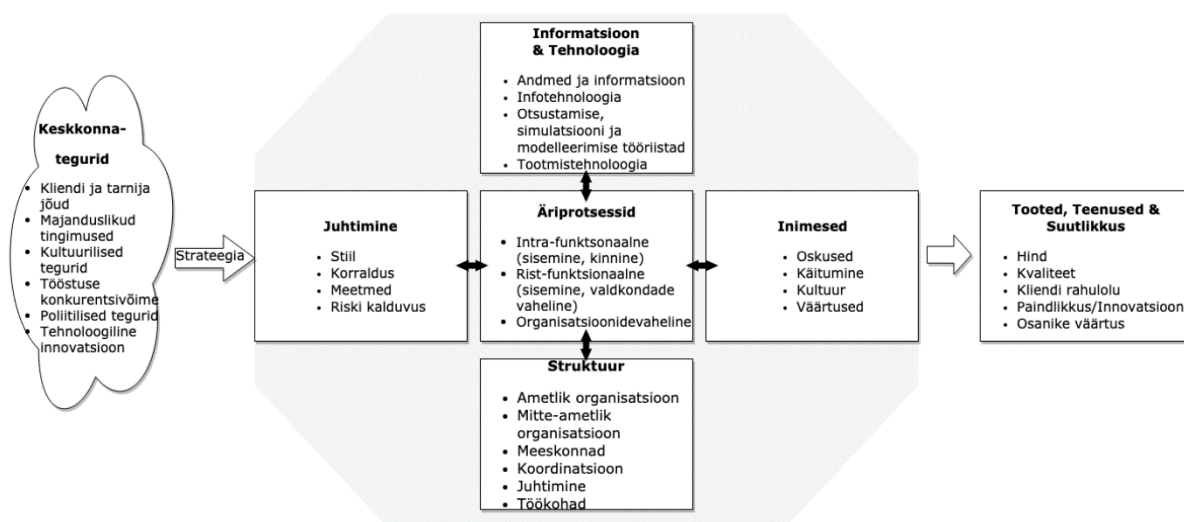 Keskkonna-
tegurid
• Kliendi ja tarnija
jõud
• Majanduslikud
tingimused
• Kultuurilised
tegurid
• Tööstuse
konkurentsivõime
• Poliitilised tegurid
• Tehnoloogiline
innovatsioon
Strateegia
Informatsioon
& Tehnoloogia
• Andmed ja informatsioon
• Infotehnoloogia
• Otsustamise,
simulatsiooni ja
modelleerimise tööriistad
• Tootmistehnoloogia
Juhtimine
• Stiil
• Korraldus
• Meetmed
• Riski kalduvus
Äriprotsessid
• Intra-funktsonaalne
(sisemine, kinnine)
• Rist-funktsionaalne
(sisemine, valdkondade
vaheline)
• Organisatsioonidevaheline
Inimesed
• Oskused
• Käitumine
• Kultuur
• Väärtused
Struktuur
• Ametlik organisatsioon
• Mitte-ametlik
organisatsioon
• Meeskonnad
• Koordinatsioon
• Juhtimine
• Töökohad
Tooted, Teenused &
Suutlikkus
• Hind
• Kvaliteet
• Kliendi rahulolu
• Paindlikkus/Innovatsioon
• Osanike väärtus